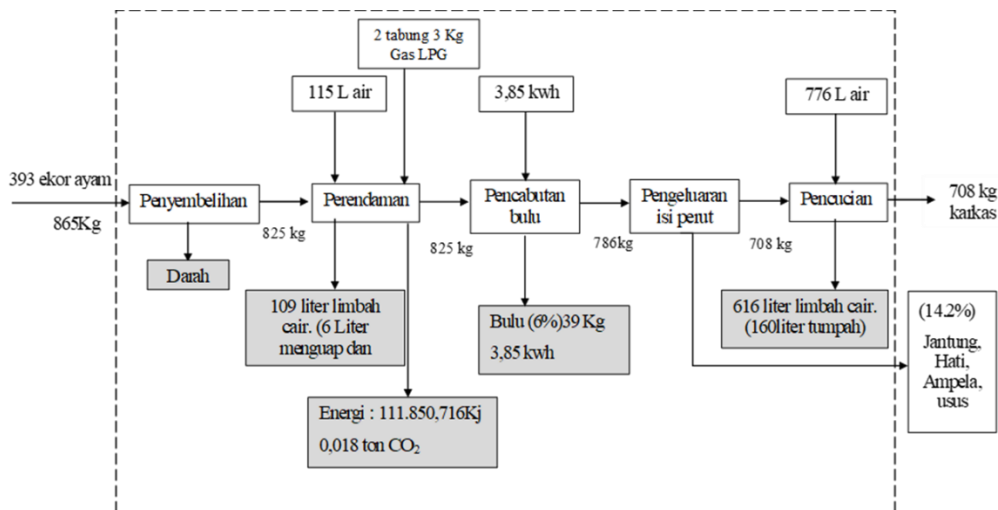 2 tabung 3 Kg
Gas LPG
115 L air
3,85 kwh
776 L air
393 ekor ayam
865Kg
Penyembelihan
825 kg
Perendaman
825 kg
Pencabutan
bulu
786kg
Pengeluaran
isi perut
708 kg
Pencucian
708 kg
karkas
Darah
109 liter limbah
cair. (6 Liter
menguap dan
Bulu (6%)39 Kg
3,85 kwh
616 liter limbah cair.
(160liter tumpah)
(14.2%)
Jantung,
Hati,
Ampela,
usus
Energi : 111.850,716Kj
0,018 ton CO₂